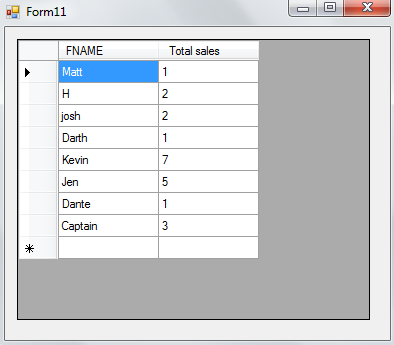 Form11
FNAME Total sales
Matt 1
H 2
josh 2
Darth 1
Kevin 7
Jen 5
Dante 1
Captain 3